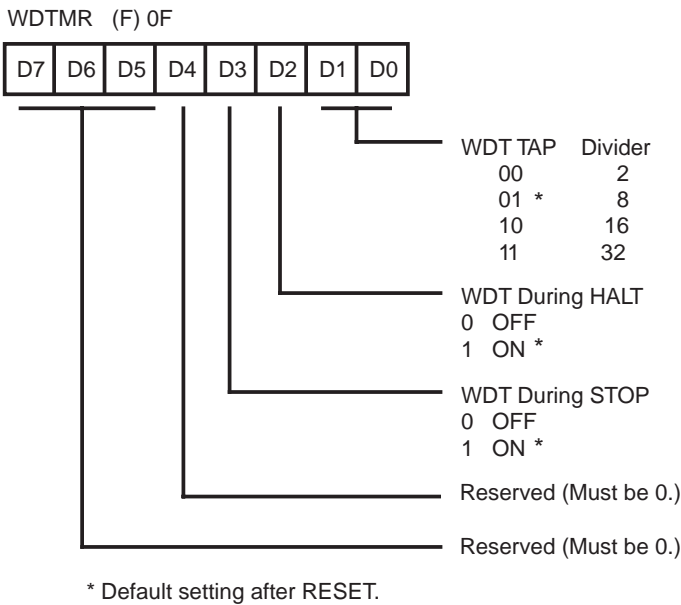 WDTMR (F) 0F
D7 D6 D5 D4 D3 D2 D1 D0
WDT TAP Divider
00 2
01 * 8
10 16
11 32
WDT During HALT
0 OFF
1 ON *
WDT During STOP
0 OFF
1 ON *
Reserved (Must be 0.)
Reserved (Must be 0.)
* Default setting after RESET.